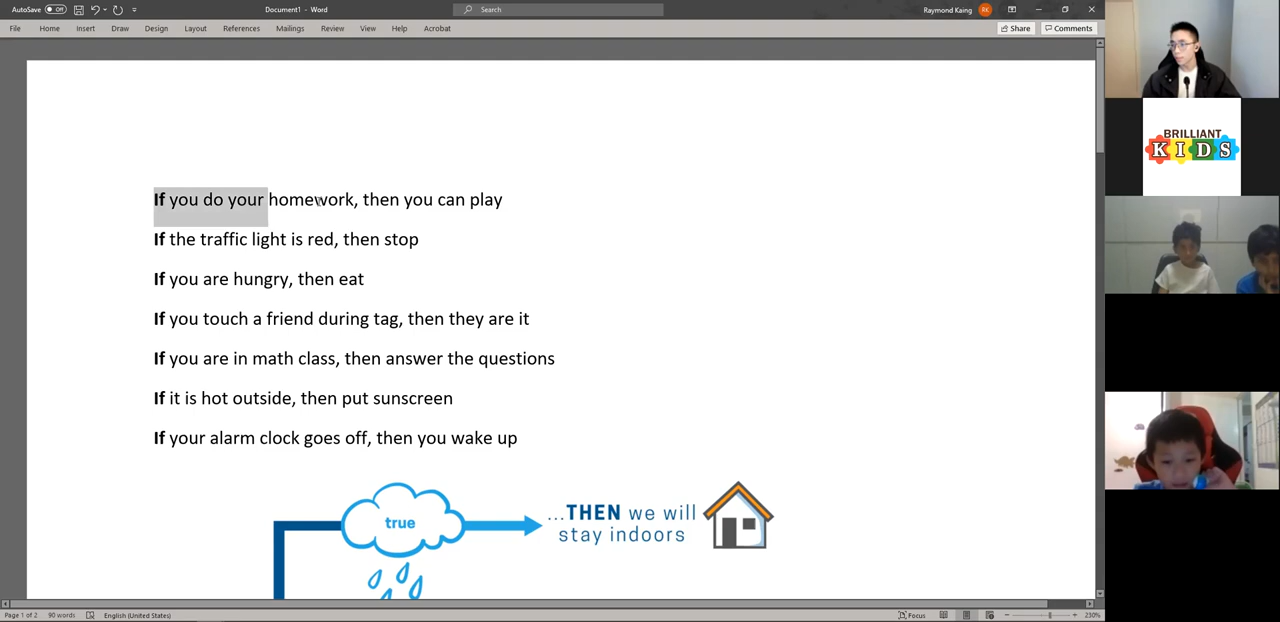 AutoSave Off Document1 - Word Search Raymond Kaing RK
File Home Insert Draw Design Layout References Mailings Review View Help Acrobat Share Comments
If you do your homework, then you can play
If the traffic light is red, then stop
If you are hungry, then eat
If you touch a friend during tag, then they are it
If you are in math class, then answer the questions
If it is hot outside, then put sunscreen
If your alarm clock goes off, then you wake up
true
...THEN we will
stay indoors
BRILLIANT
KIDS
Page 1 of 2 90 words English (United States) Focus 230%